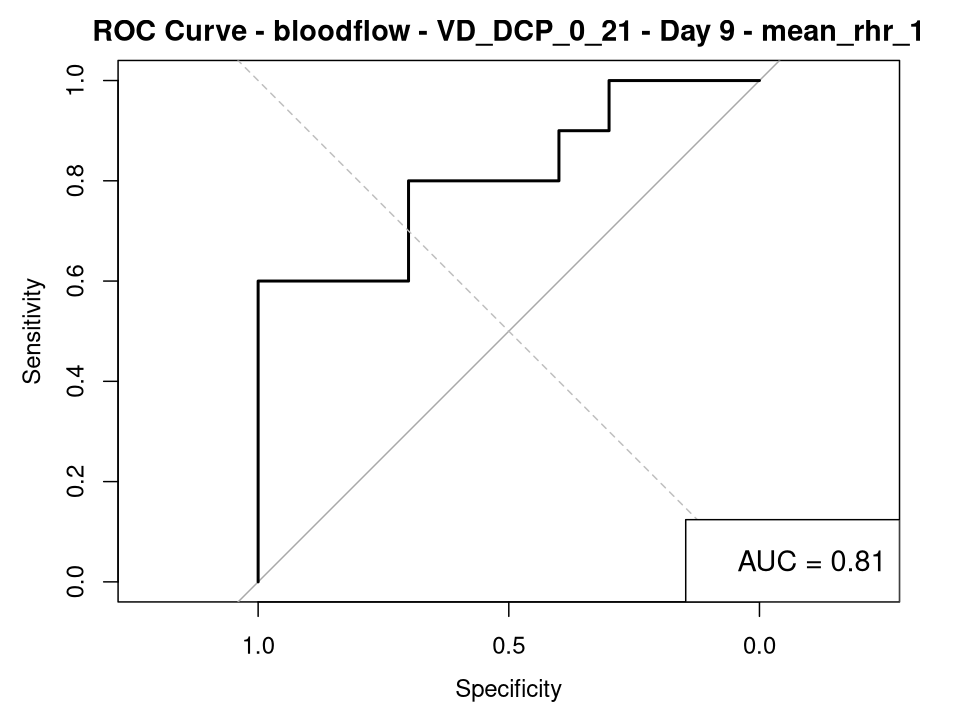 ROC Curve - bloodflow - VD_DCP_0_21 - Day 9 - mean_rhr_1
1.0
0.8
0.6
0.4
0.2
0.0
Sensitivity
AUC = 0.81
1.0 0.5 0.0
Specificity